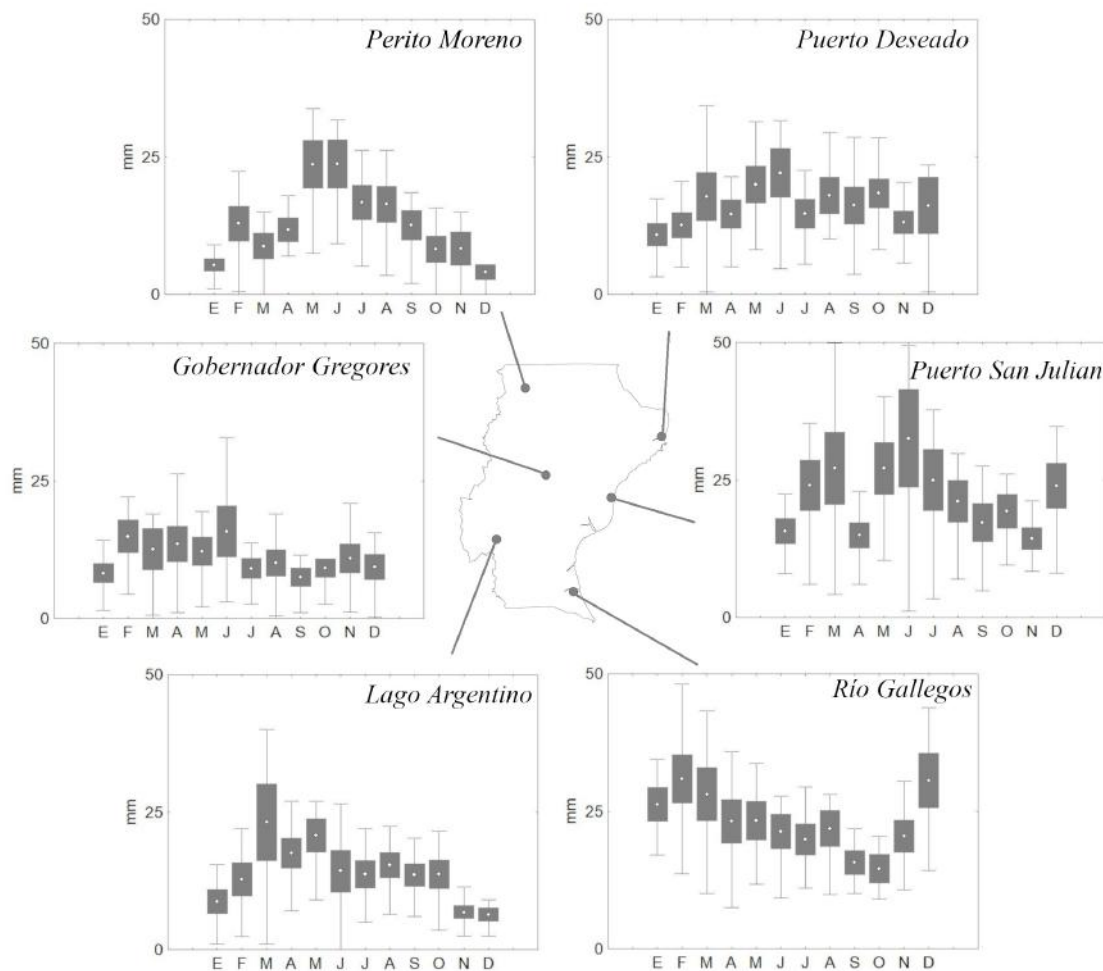 50
Perito Moreno
mm
25
0
E F M A M J J A S O N D
50
Puerto Deseado
mm
25
0
E F M A M J J A S O N D
50
Gobernador Gregores
mm
25
0
E F M A M J J A S O N D
50
Puerto San Julian
mm
25
0
E F M A M J J A S O N D
50
Lago Argentino
mm
25
0
E F M A M J J A S O N D
50
Río Gallegos
mm
25
0
E F M A M J J A S O N D